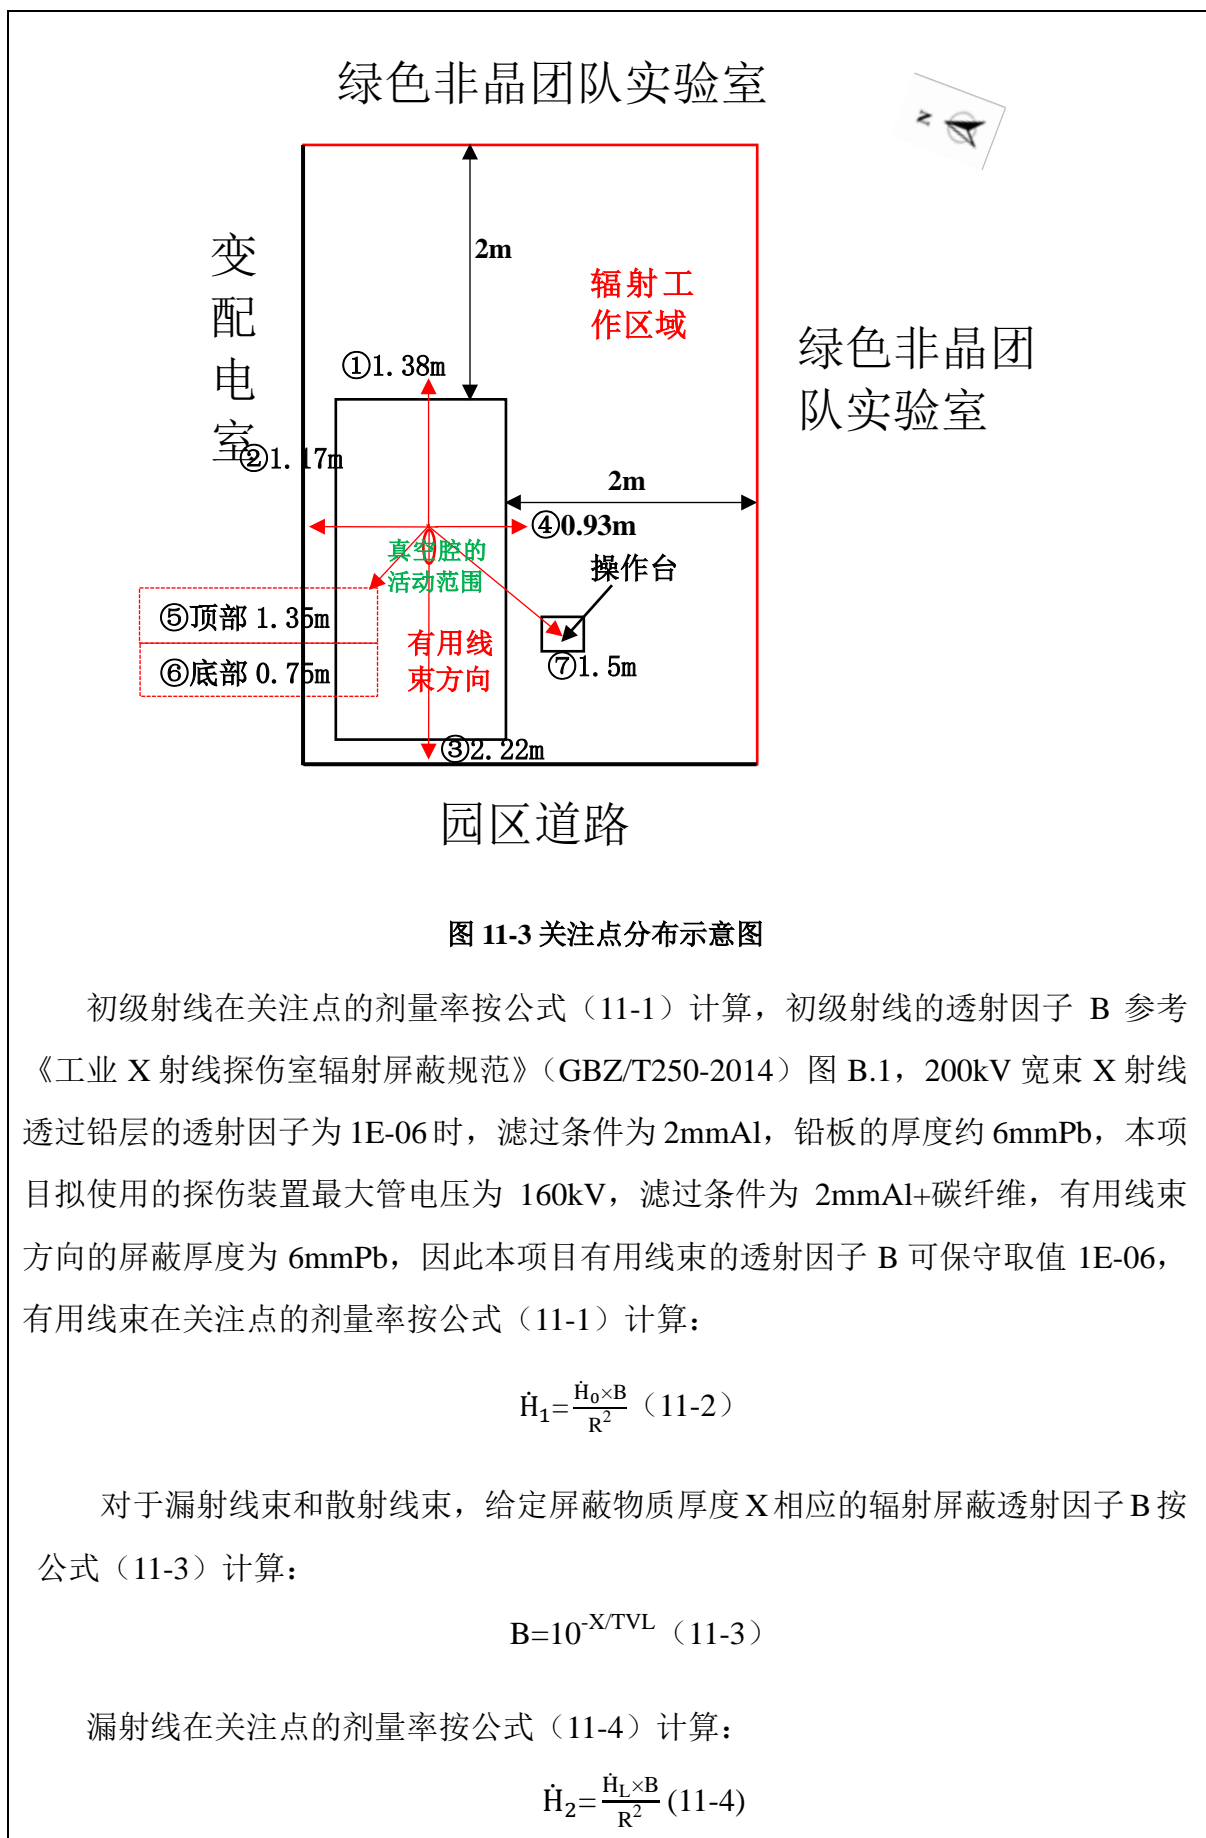 绿色非晶团队实验室
N
变配电室
2m
辐射工
作区域
绿色非晶团
队实验室
①1.38m
②1.17m
2m
④0.93m
真空腔的
活动范围
操作台
⑤顶部 1.35m
⑥底部 0.75m
有用线
束方向
⑦1.5m
③2.22m
园区道路
图 11-3 关注点分布示意图
初级射线在关注点的剂量率按公式（11-1）计算，初级射线的透射因子 B 参考
《工业 X 射线探伤室辐射屏蔽规范》（GBZ/T250-2014）图 B.1，200kV 宽束 X 射线
透过铅层的透射因子为 1E-06 时，滤过条件为 2mmAl，铅板的厚度约 6mmPb，本项
目拟使用的探伤装置最大管电压为 160kV，滤过条件为 2mmAl+碳纤维，有用线束
方向的屏蔽厚度为 6mmPb，因此本项目有用线束的透射因子 B 可保守取值 1E-06，
有用线束在关注点的剂量率按公式（11-1）计算：
Ḣ₁=Ḣ₀×B/R²（11-2）
对于漏射线束和散射线束，给定屏蔽物质厚度 X 相应的辐射屏蔽透射因子 B 按
公式（11-3）计算：
B=10^-X/TVL（11-3）
漏射线在关注点的剂量率按公式（11-4）计算：
Ḣ₂=Ḣ_L×B/R² (11-4)